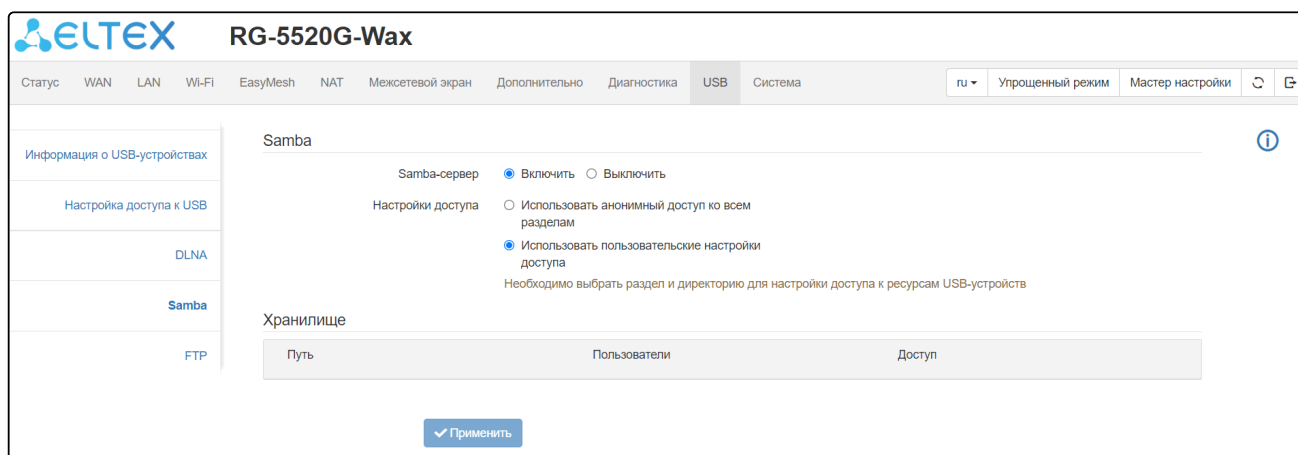 ELTEX RG-5520G-Wax
Статус WAN LAN Wi-Fi EasyMesh NAT Межсетевой экран Дополнительно Диагностика USB Система ru Упрощенный режим Мастер настройки
Информация о USB-устройствах
Настройка доступа к USB
DLNA
Samba
FTP
Samba
Samba-сервер Включить Выключить
Настройки доступа Использовать анонимный доступ ко всем
разделам
Использовать пользовательские настройки
доступа
Необходимо выбрать раздел и директорию для настройки доступа к ресурсам USB-устройств
Хранилище
Путь Пользователи Доступ
Применить